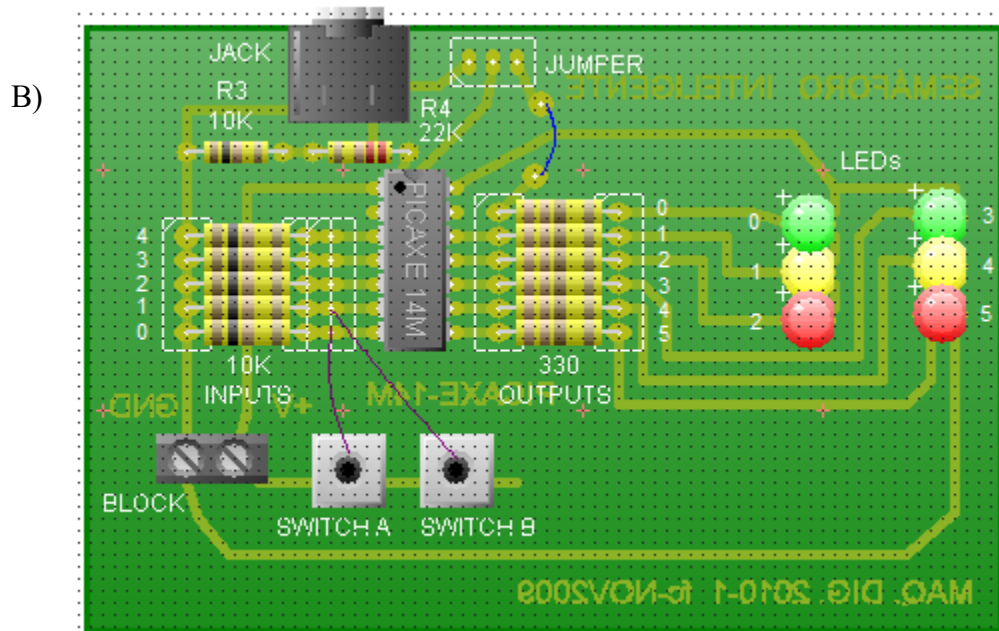 B)
JACK
JUMPER
SEMÁFORO INTELIGENTE
R3
10K
R4
22K
LEDs
PICAXE 14M
4
3
2
1
0
0
1
2
3
4
5
0
1
2
3
4
5
10K
INPUTS
330
OUTPUTS
GND
+V
PICAXE-14M
BLOCK
SWITCH A
SWITCH B
MAQ. DIG. 2010-1 fc-NOV2009